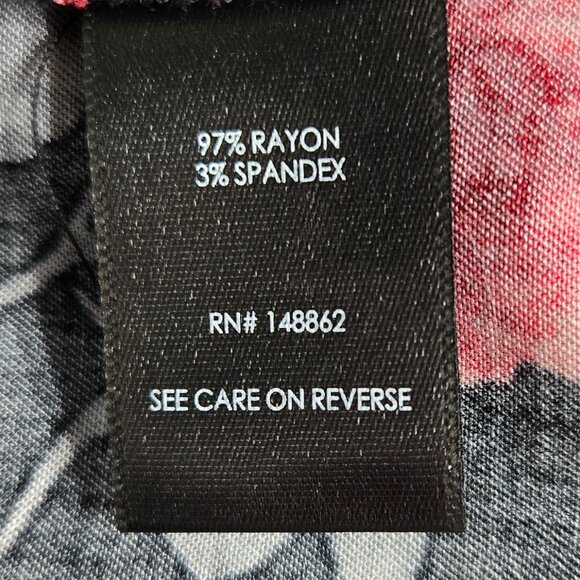 97% RAYON
3% SPANDEX
RN# 148862
SEE CARE ON REVERSE